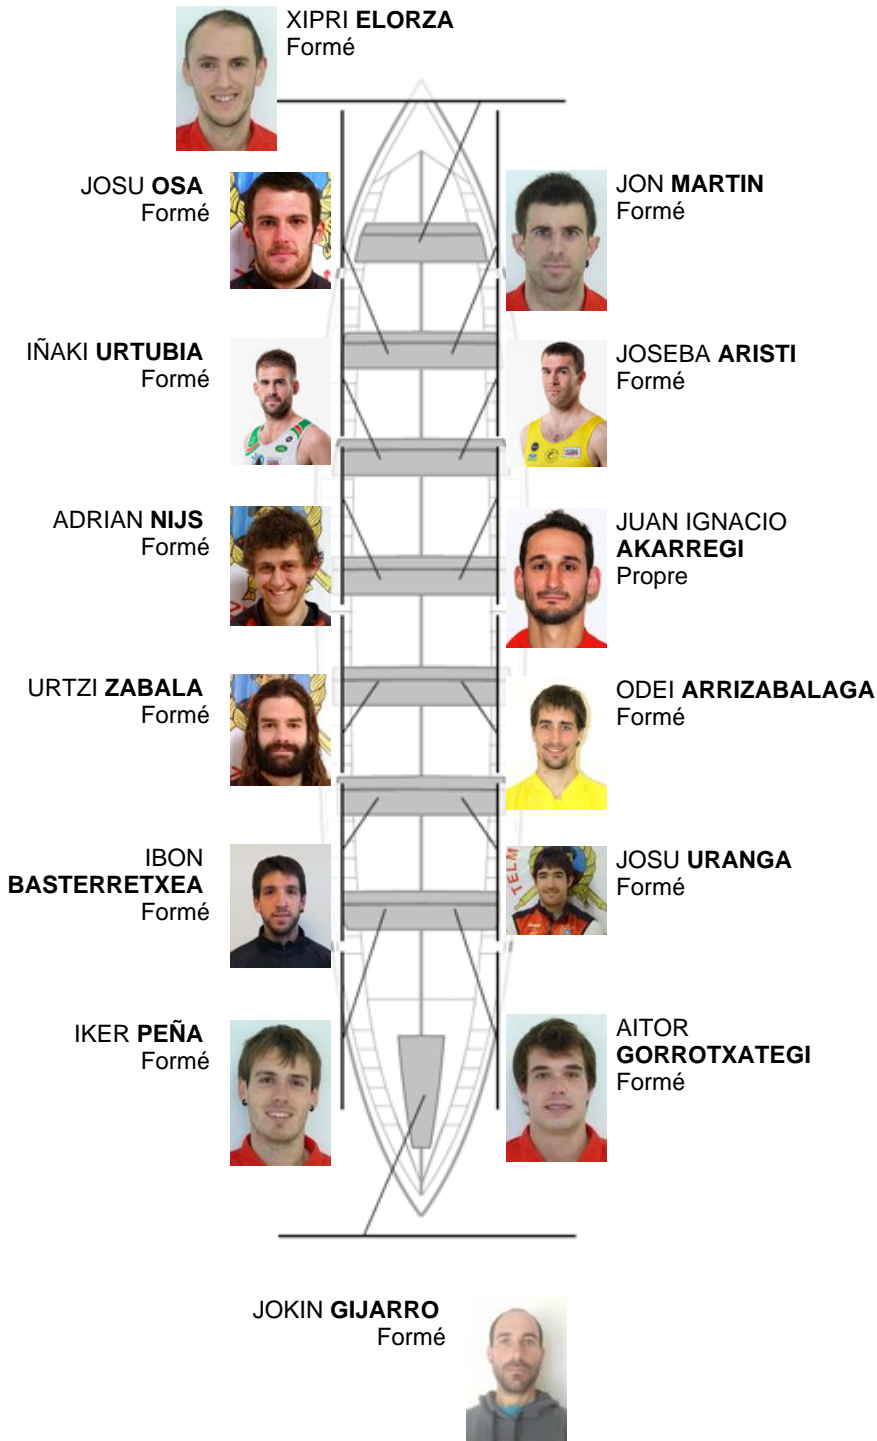 XIPRI ELORZA
Formé
JOSU OSA
Formé
JON MARTIN
Formé
IÑAKI URTUBIA
Formé
JOSEBA ARISTI
Formé
ADRIAN NIJS
Formé
JUAN IGNACIO
AKARREGI
Propre
URTZI ZABALA
Formé
ODEI ARRIZABALAGA
Formé
IBON
BASTERRETXEA
Formé
TELM
JOSU URANGA
Formé
IKER PEÑA
Formé
AITOR
GORROTXATEGI
Formé
JOKIN GIJARRO
Formé